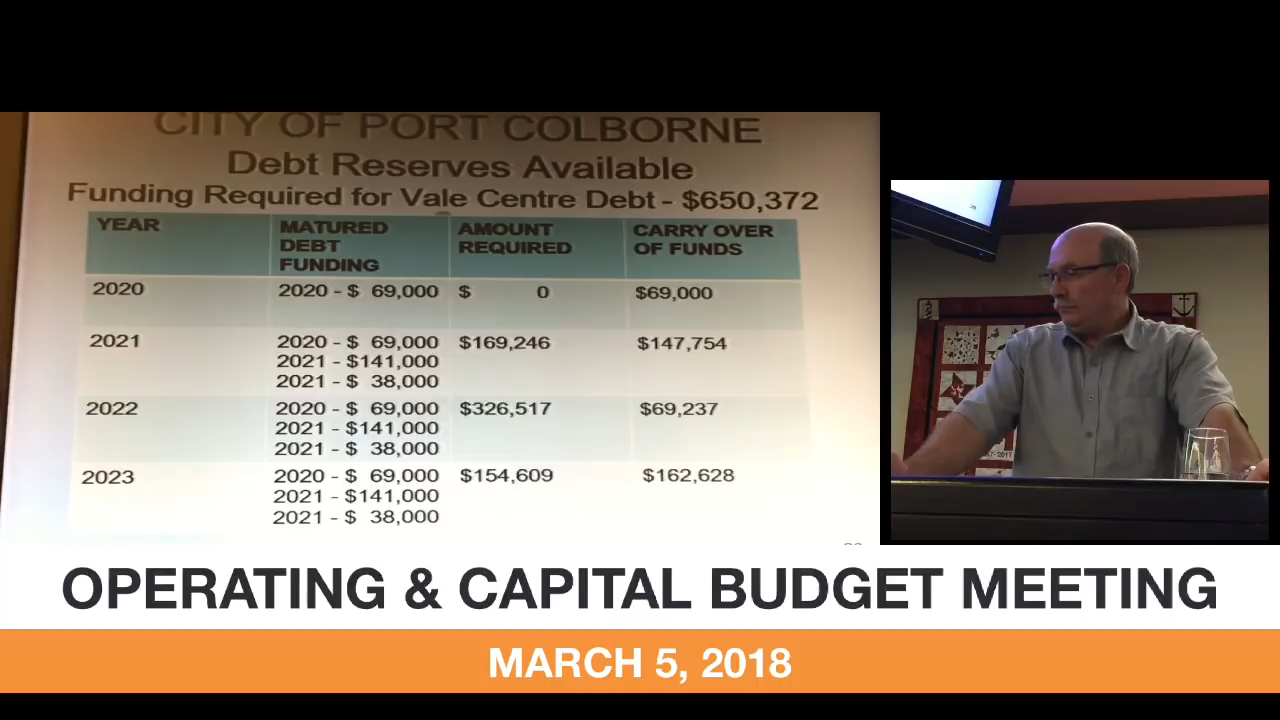 CITY OF PORT COLBORNE
Debt Reserves Available
Funding Required for Vale Centre Debt - $650,372
YEAR MATURED DEBT FUNDING AMOUNT REQUIRED CARRY OVER OF FUNDS
2020 2020 - $ 69,000 $ 0 $69,000
2021 2020 - $ 69,000 $169,246 $147,754
2021 - $141,000
2021 - $ 38,000
2022 2020 - $ 69,000 $326,517 $69,237
2021 - $141,000
2021 - $ 38,000
2023 2020 - $ 69,000 $154,609 $162,628
2021 - $141,000
2021 - $ 38,000
OPERATING & CAPITAL BUDGET MEETING
MARCH 5, 2018